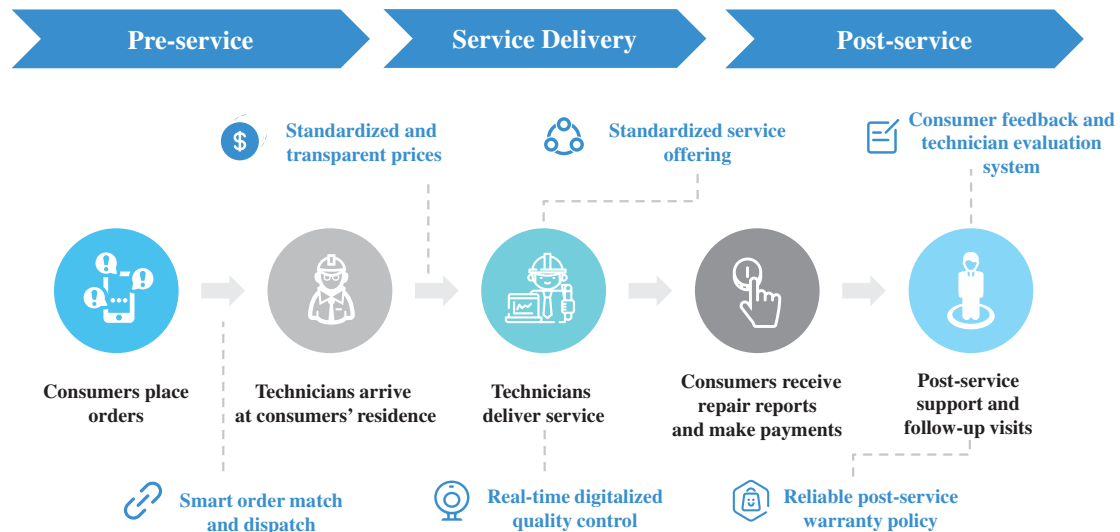 Pre-service
Service Delivery
Post-service
Standardized and
transparent prices
Standardized service
offering
Consumer feedback and
technician evaluation
system
Consumers place
orders
Technicians arrive
at consumers’ residence
Technicians
deliver service
Consumers receive
repair reports
and make payments
Post-service
support and
follow-up visits
Smart order match
and dispatch
Real-time digitalized
quality control
Reliable post-service
warranty policy